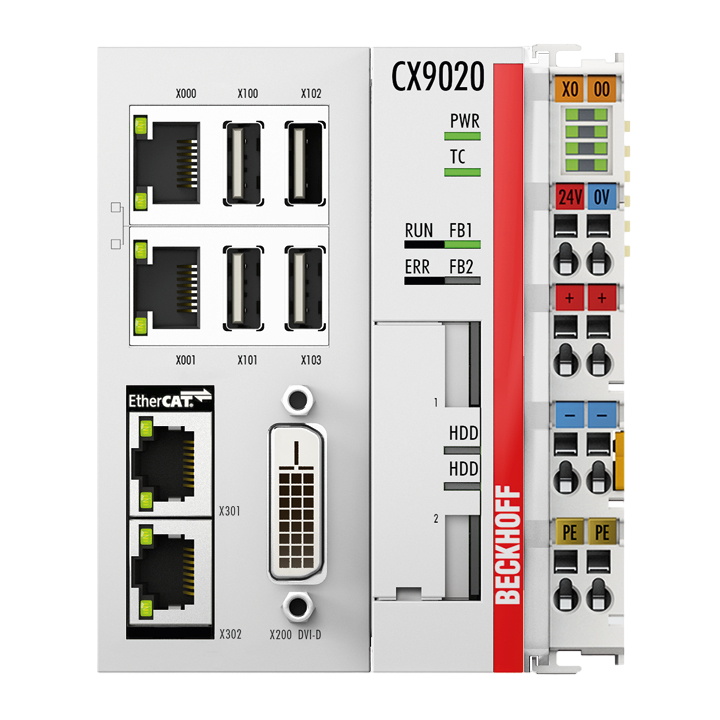 X000 X100 X102
X001 X101 X103
EtherCAT®
X301
X302
X200 DVI-D
CX9020
PWR
TC
RUN FB1
ERR FB2
1
HDD
HDD
2
BECKHOFF
X0 00
24V 0V
+ +
− −
PE PE